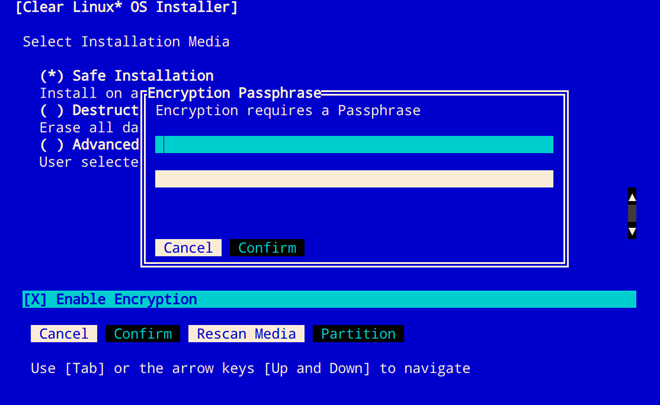 [Clear Linux* OS Installer]
Select Installation Media
(*) Safe Installation
Install on a
Encryption Passphrase
( ) Destruct
Encryption requires a Passphrase
Erase all da
( ) Advanced
User selecte
Cancel Confirm
[X] Enable Encryption
Cancel Confirm Rescan Media Partition
Use [Tab] or the arrow keys [Up and Down] to navigate